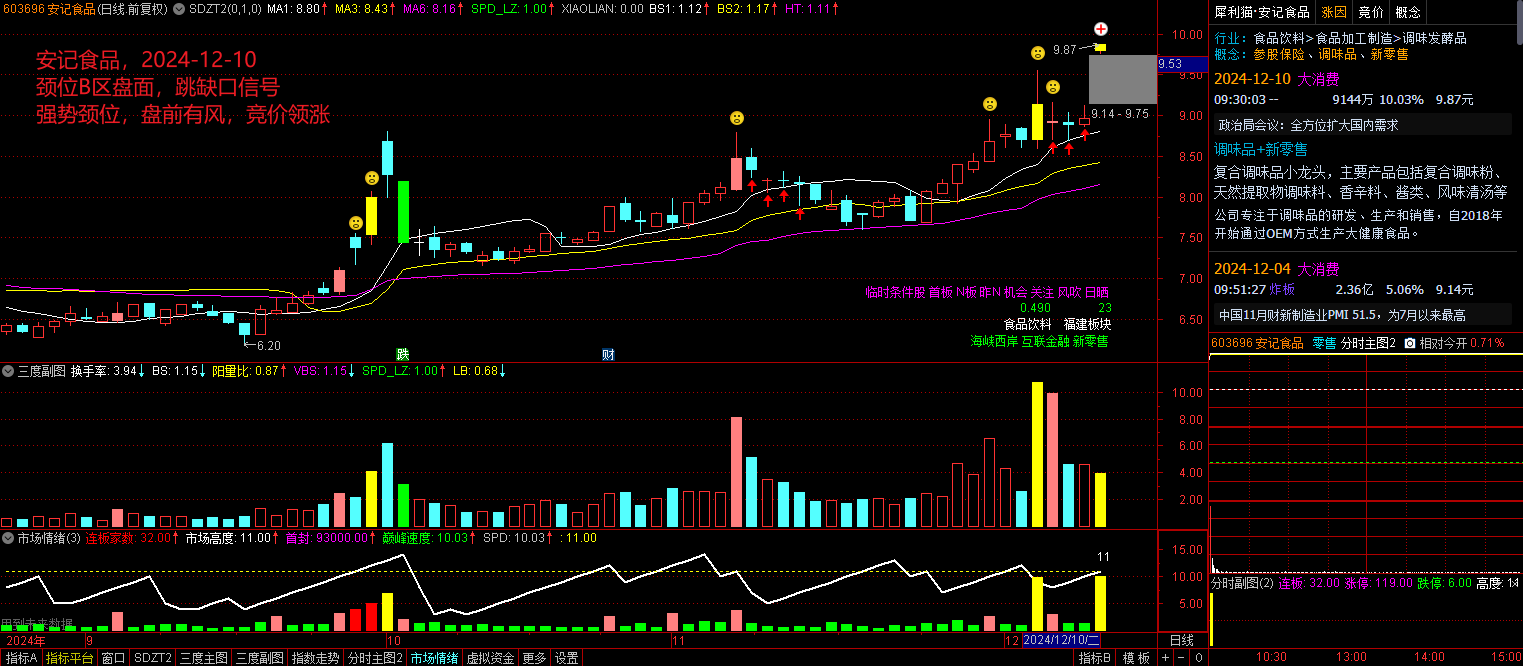 603696 安记食品(日线.前复权) SDZT2(0,1,0) MA1: 8.80↑ MA3: 8.43↑ MA6: 8.16↑ SPD_LZ: 1.00↑ XIAOLIAN: 0.00 BS1: 1.12↑ BS2: 1.17↑ HT: 1.11↑
安记食品，2024-12-10
颈位B区盘面，跳缺口信号
强势颈位，盘前有风，竞价领涨
9.87
9.14 - 9.75
6.20
临时条件股 首板 N板 昨N 机会 关注 风吹 日晒
0.490 23
食品饮料 福建板块
海峡西岸 互联金融 新零售
跌
财
10.00
9.53
9.50
9.00
8.50
8.00
7.50
7.00
6.50
三度副图 换手率: 3.94↓ BS: 1.15↓ 阳量比: 0.87↑ VBS: 1.15↓ SPD_LZ: 1.00↑ LB: 0.68↓
10.00
8.00
6.00
4.00
2.00
市场情绪(3) 连板家数: 32.00↑ 市场高度: 11.00↑ 首封: 93000.00↑ 巅峰速度: 10.03↑ SPD: 10.03↑ : 11.00
11
15.00
10.00
5.00
用到未来数据
2024年 9 10 11 12 2024/12/10/二 日线
指标A 指标平台 窗口 SDZT2 三度主图 三度副图 指数走势 分时主图2 市场情绪 虚拟资金 更多 设置 指标B 模板 + − 0
犀利猫·安记食品 涨因 竞价 概念
行业：食品饮料>食品加工制造>调味发酵品
概念：参股保险、调味品、新零售
2024-12-10 大消费
09:30:03 -- 9144万 10.03% 9.87元
政治局会议：全方位扩大国内需求
调味品+新零售
复合调味品小龙头，主要产品包括复合调味粉、
天然提取物调味料、香辛料、酱类、风味清汤等
公司专注于调味品的研发、生产和销售，自2018年
开始通过OEM方式生产大健康食品。
2024-12-04 大消费
09:51:27 炸板 2.36亿 5.06% 9.14元
中国11月财新制造业PMI 51.5，为7月以来最高
603696 安记食品 零售 分时主图2 相对今开 0.71%
分时副图(2) 连板: 32.00 涨停: 119.00 跌停: 6.00 高度: 14
10:30 13:00 14:00 15:00